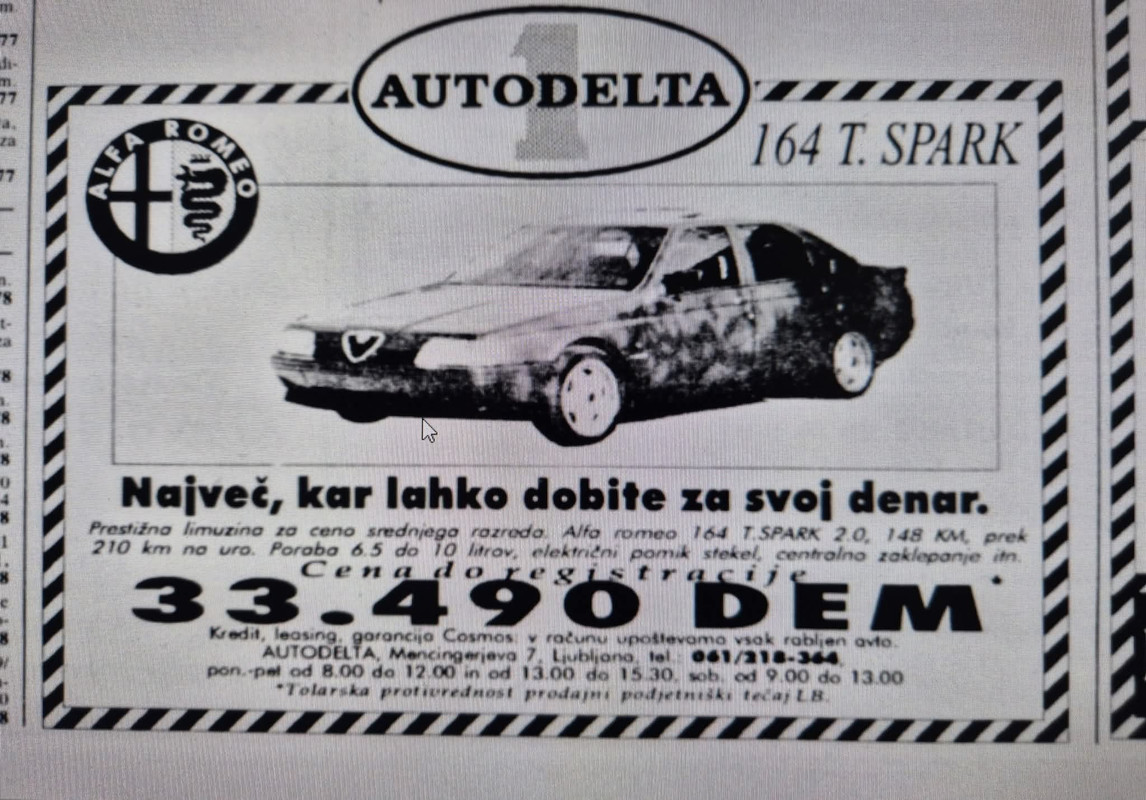 1
AUTODELTA
164 T. SPARK
ALFA ROMEO
Največ, kar lahko dobite za svoj denar.
Prestižna limuzina za ceno srednjega razreda. Alfa romeo 164 T.SPARK 2.0, 148 KM, prek
210 km na uro. Poraba 6.5 do 10 litrov, električni pomik stekel, centralno zaklepanje itn.
Cena do registracije
33.490 DEM*
Kredit, leasing, garancija Cosmos; v računu upoštevamo vsak rabljen avto.
AUTODELTA, Mencingerjeva 7, Ljubljana, tel.: 061/218-364,
pon.-pet od 8.00 do 12.00 in od 13.00 do 15.30, sob. od 9.00 do 13.00
*Tolarska protivrednost prodajni podjetniški tečaj LB.